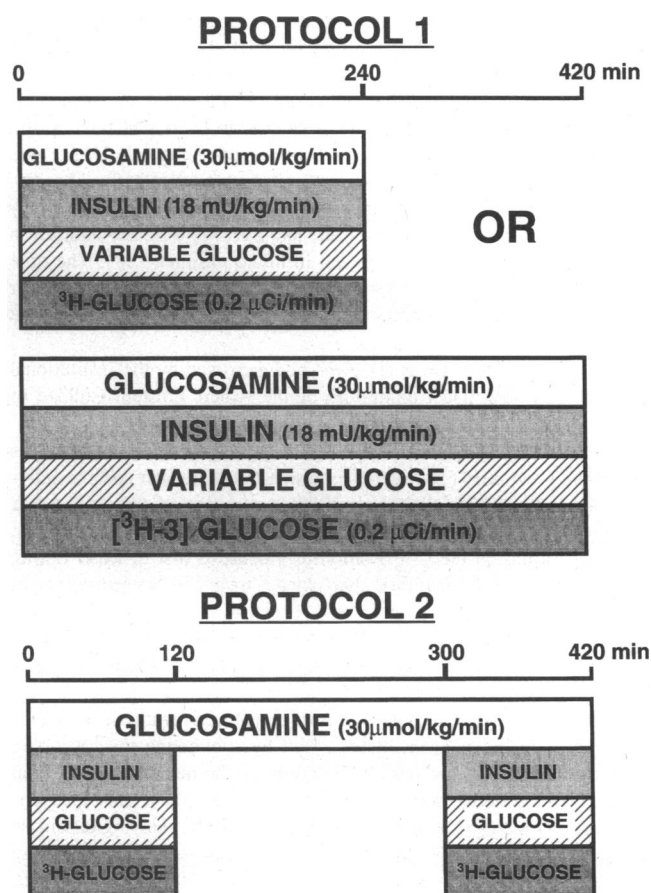 PROTOCOL 1
0 240 420 min
GLUCOSAMINE (30μmol/kg/min)
INSULIN (18 mU/kg/min)
VARIABLE GLUCOSE
³H-GLUCOSE (0.2 μCi/min)
OR
GLUCOSAMINE (30μmol/kg/min)
INSULIN (18 mU/kg/min)
VARIABLE GLUCOSE
[³H-3] GLUCOSE (0.2 μCi/min)
PROTOCOL 2
0 120 300 420 min
GLUCOSAMINE (30μmol/kg/min)
INSULIN INSULIN
GLUCOSE GLUCOSE
³H-GLUCOSE ³H-GLUCOSE